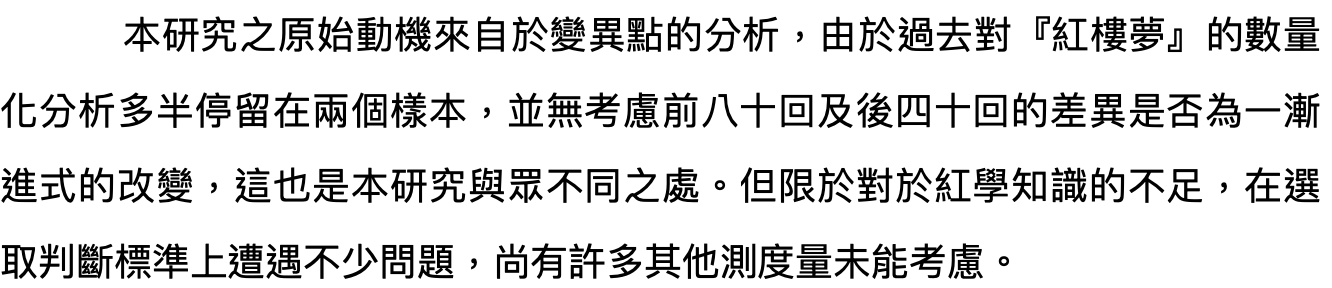 本研究之原始動機來自於變異點的分析，由於過去對『紅樓夢』的數量
化分析多半停留在兩個樣本，並無考慮前八十回及後四十回的差異是否為一漸
進式的改變，這也是本研究與眾不同之處。但限於對於紅學知識的不足，在選
取判斷標準上遭遇不少問題，尚有許多其他測度量未能考慮。